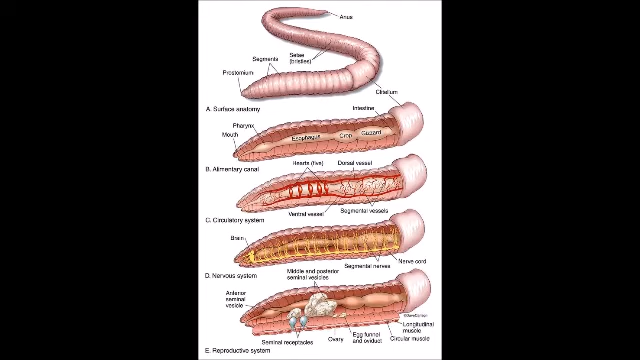 Anus
Setae
(bristles)
Segments
Prostomium
Clitellum
A. Surface anatomy
Intestine
Pharynx
Mouth
Esophagus
Crop
Gizzard
B. Alimentary canal
Hearts (five)
Dorsal vessel
Ventral vessel
Segmental vessels
C. Circulatory system
Brain
Nerve cord
Segmental nerves
D. Nervous system
Middle and posterior
seminal vesicles
Anterior
seminal
vesicle
Longitudinal
muscle
Seminal receptacles
Ovary
Egg funnel
and oviduct
Circular muscle
E. Reproductive system